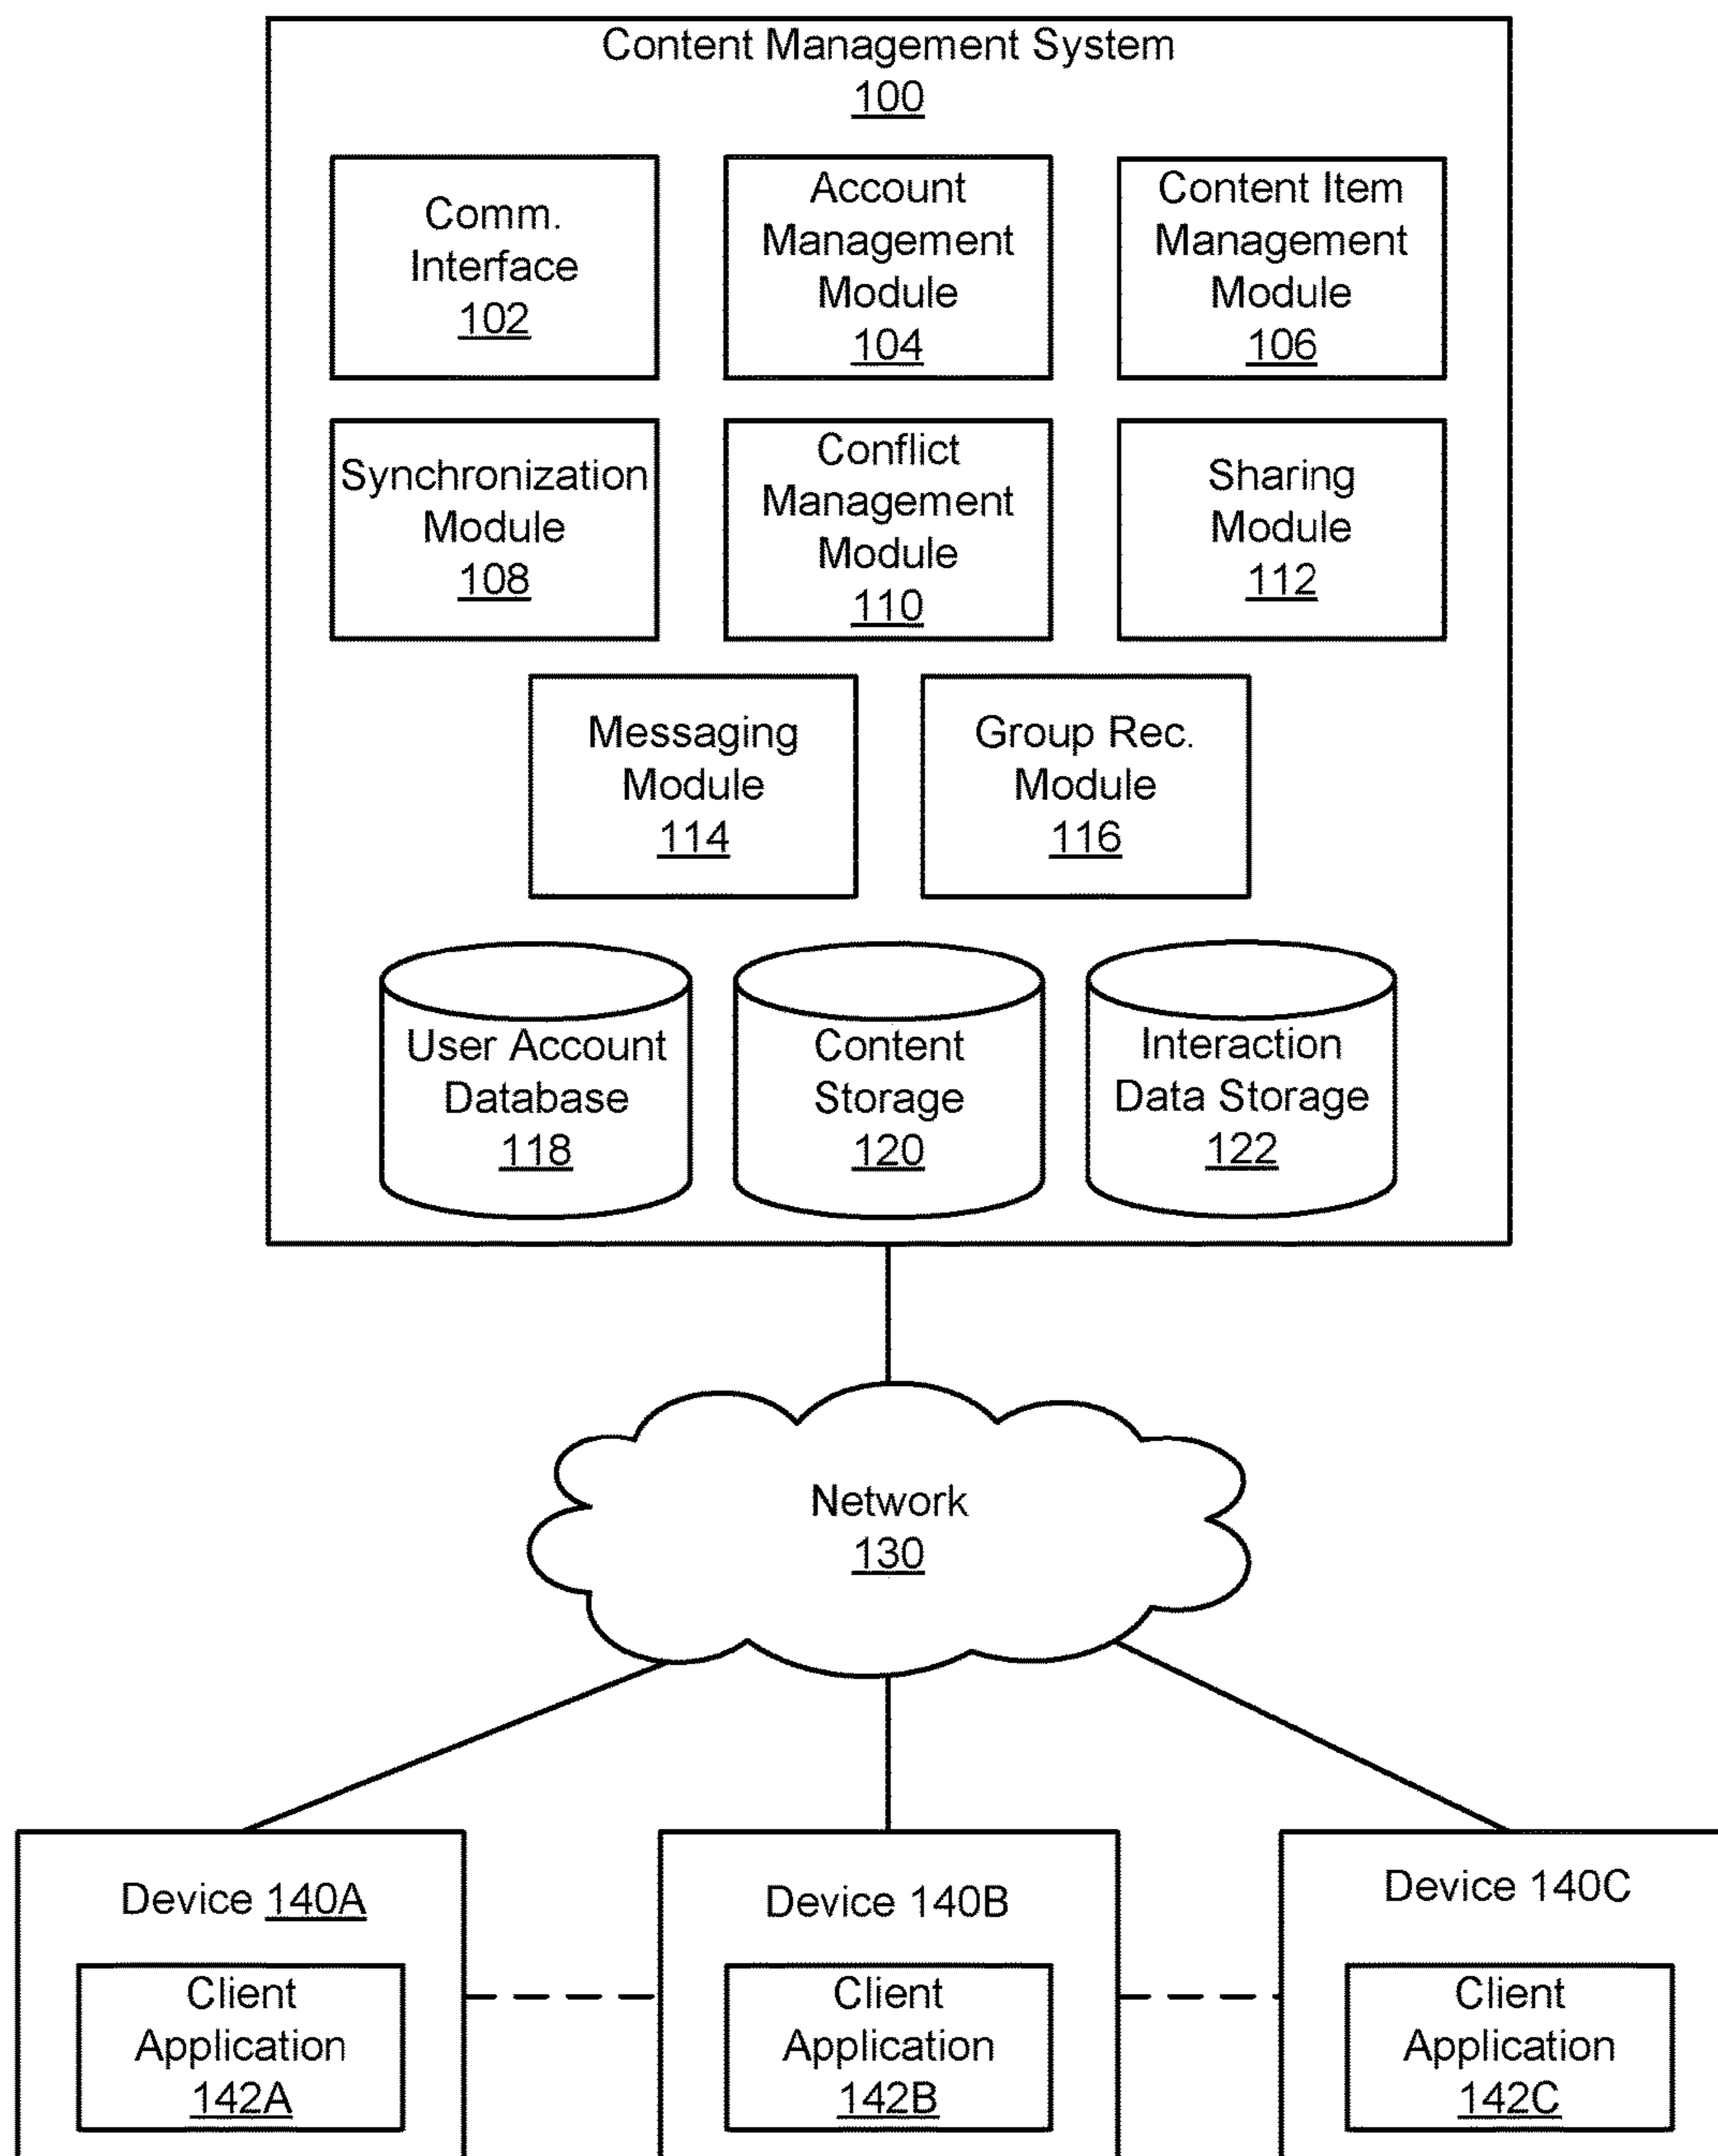 Content Management System
100
Comm.
Interface
102
Account
Management
Module
104
Content Item
Management
Module
106
Synchronization
Module
108
Conflict
Management
Module
110
Sharing
Module
112
Messaging
Module
114
Group Rec.
Module
116
User Account
Database
118
Content
Storage
120
Interaction
Data Storage
122
Network
130
Device 140A
Client
Application
142A
Device 140B
Client
Application
142B
Device 140C
Client
Application
142C